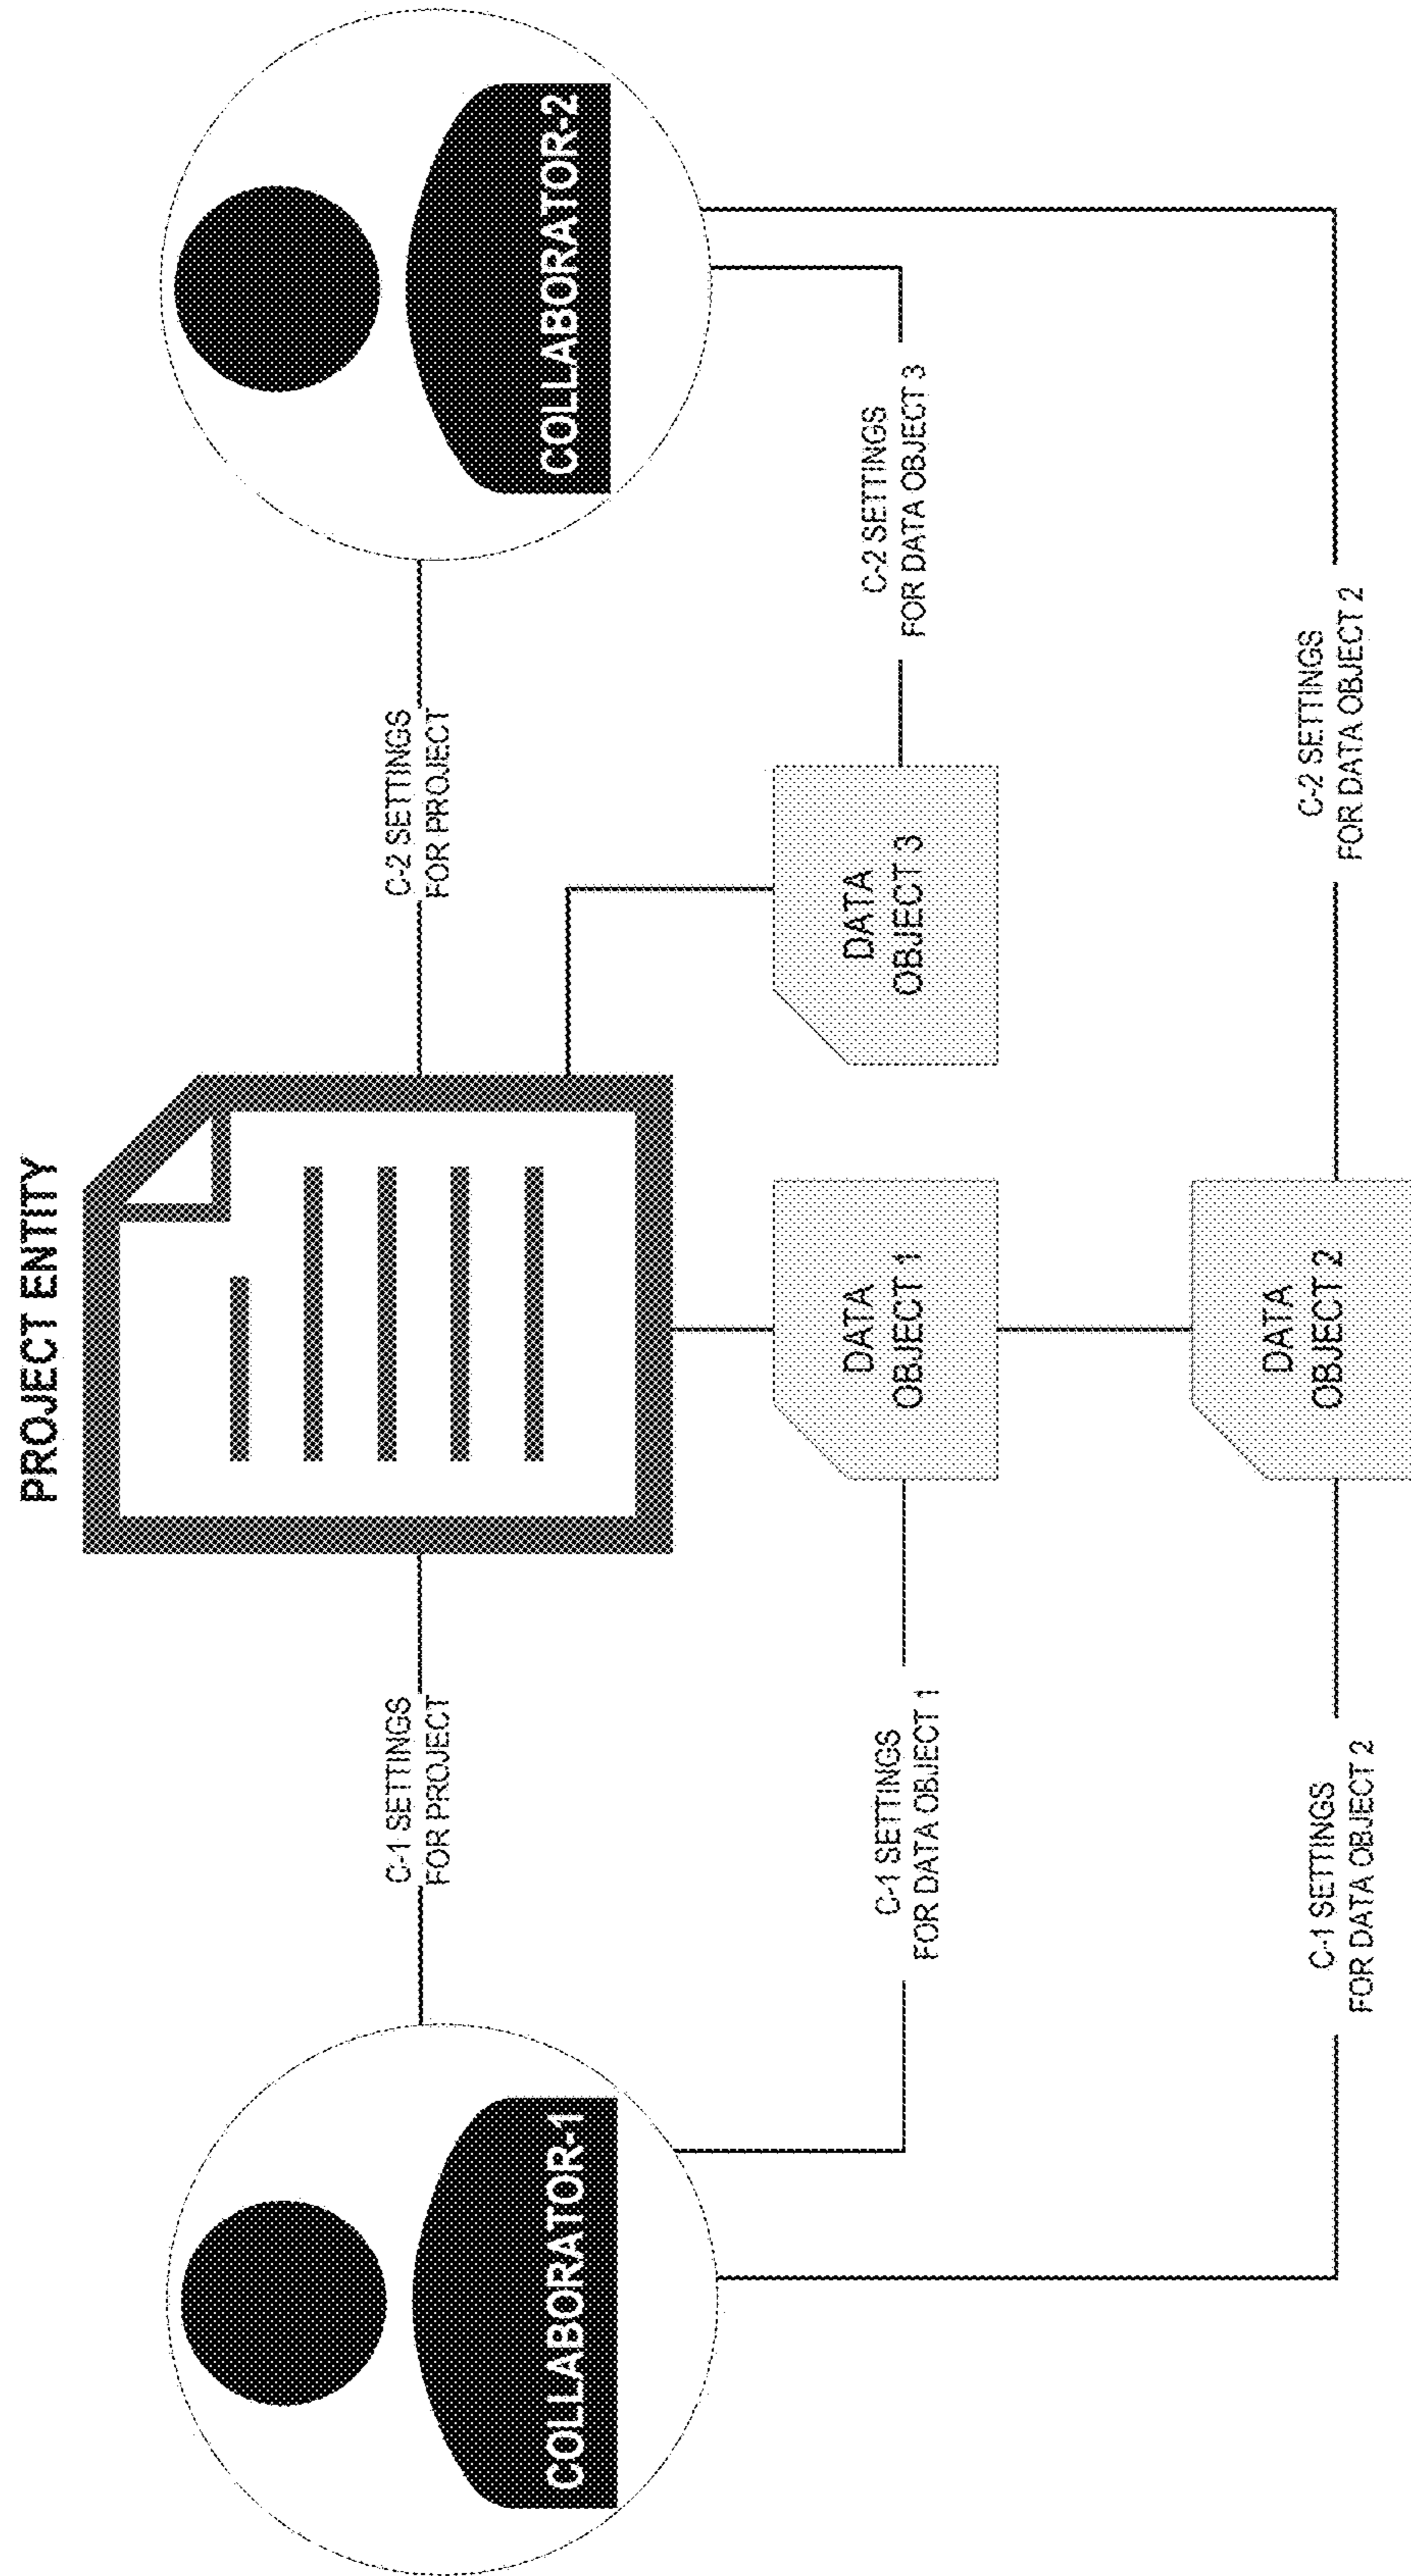 PROJECT ENTITY
C-1 SETTINGS
FOR PROJECT
C-2 SETTINGS
FOR PROJECT
COLLABORATOR-1
COLLABORATOR-2
DATA
OBJECT 1
DATA
OBJECT 3
C-1 SETTINGS
FOR DATA OBJECT 1
C-2 SETTINGS
FOR DATA OBJECT 3
DATA
OBJECT 2
C-1 SETTINGS
FOR DATA OBJECT 2
C-2 SETTINGS
FOR DATA OBJECT 2